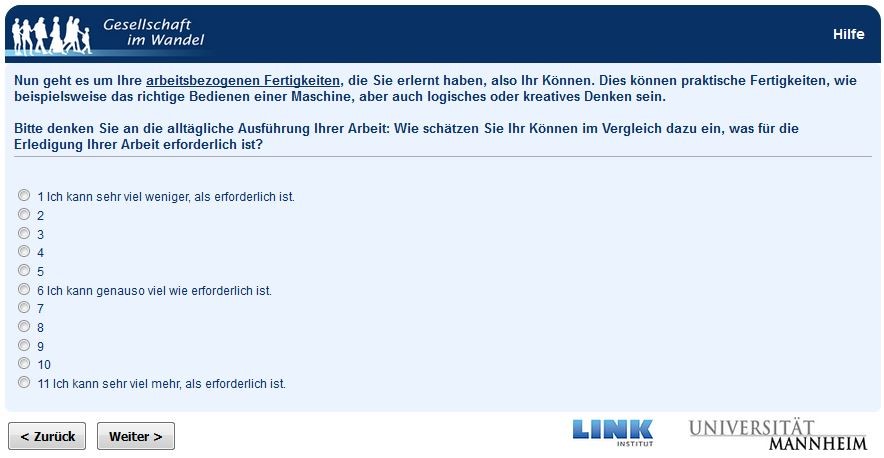 Gesellschaft
im Wandel
Hilfe
Nun geht es um Ihre arbeitsbezogenen Fertigkeiten, die Sie erlernt haben, also Ihr Können. Dies können praktische Fertigkeiten, wie
beispielsweise das richtige Bedienen einer Maschine, aber auch logisches oder kreatives Denken sein.
Bitte denken Sie an die alltägliche Ausführung Ihrer Arbeit: Wie schätzen Sie Ihr Können im Vergleich dazu ein, was für die
Erledigung Ihrer Arbeit erforderlich ist?
1 Ich kann sehr viel weniger, als erforderlich ist.
2
3
4
5
6 Ich kann genauso viel wie erforderlich ist.
7
8
9
10
11 Ich kann sehr viel mehr, als erforderlich ist.
< Zurück
Weiter >
LINK
INSTITUT
UNIVERSITÄT
MANNHEIM